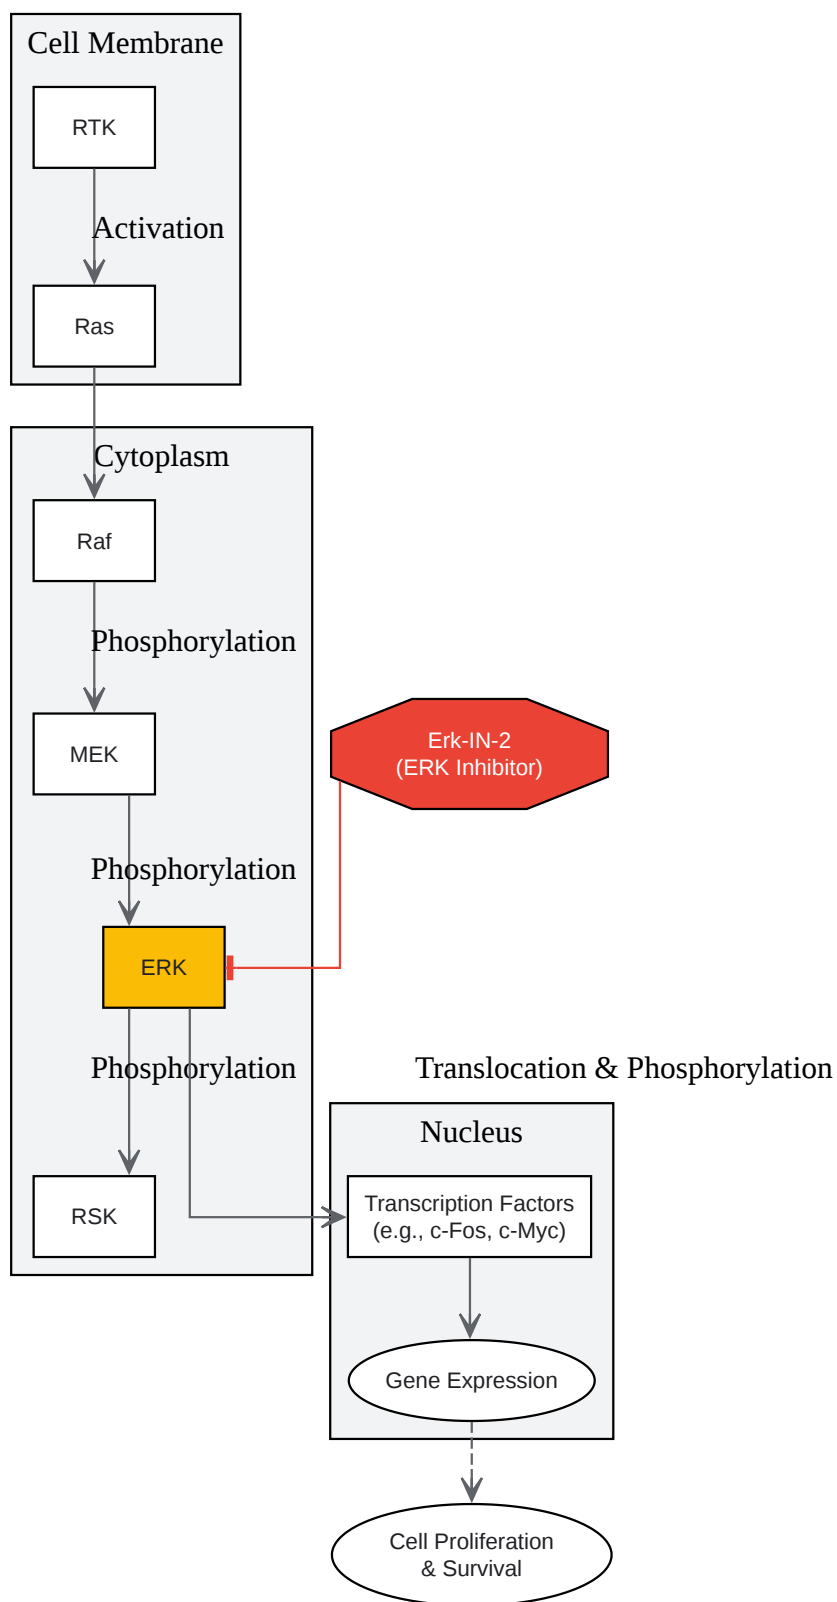 Cell Membrane
RTK
Activation
Ras
Cytoplasm
Raf
Phosphorylation
MEK
Erk-IN-2
(ERK Inhibitor)
Phosphorylation
ERK
Phosphorylation
Translocation & Phosphorylation
Nucleus
RSK
Transcription Factors
(e.g., c-Fos, c-Myc)
Gene Expression
Cell Proliferation
& Survival